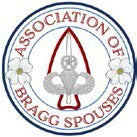 ASSOCIATION OF
BRAGG SPOUSES